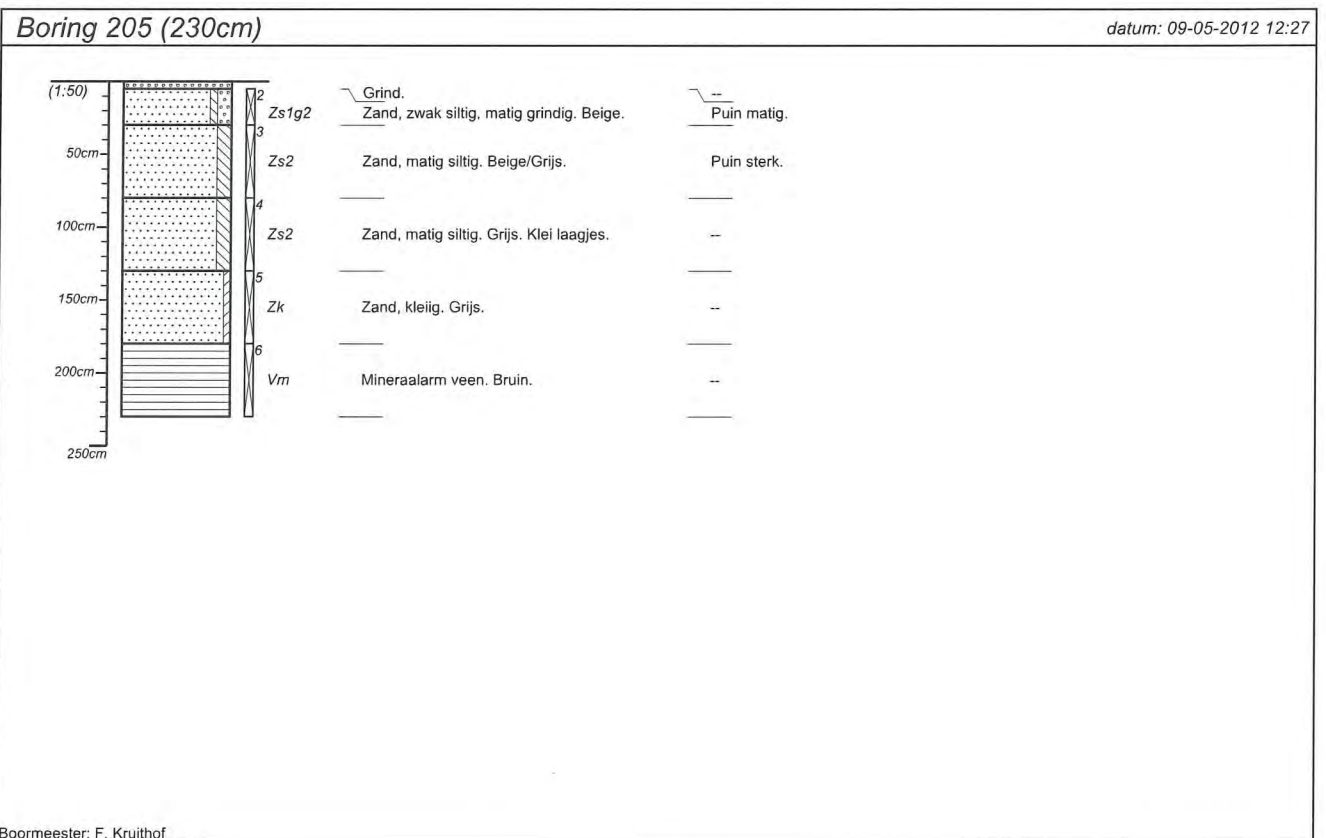 Boring 205 (230cm) datum: 09-05-2012 12:27
(1:50) Grind. --
2 Zs1g2 Zand, zwak siltig, matig grindig. Beige. Puin matig.
3
50cm Zs2 Zand, matig siltig. Beige/Grijs. Puin sterk.
4
100cm Zs2 Zand, matig siltig. Grijs. Klei laagjes. --
5
150cm Zk Zand, kleiig. Grijs. --
6
200cm Vm Mineraalarm veen. Bruin. --
250cm
Boormeester: F. Kruithof